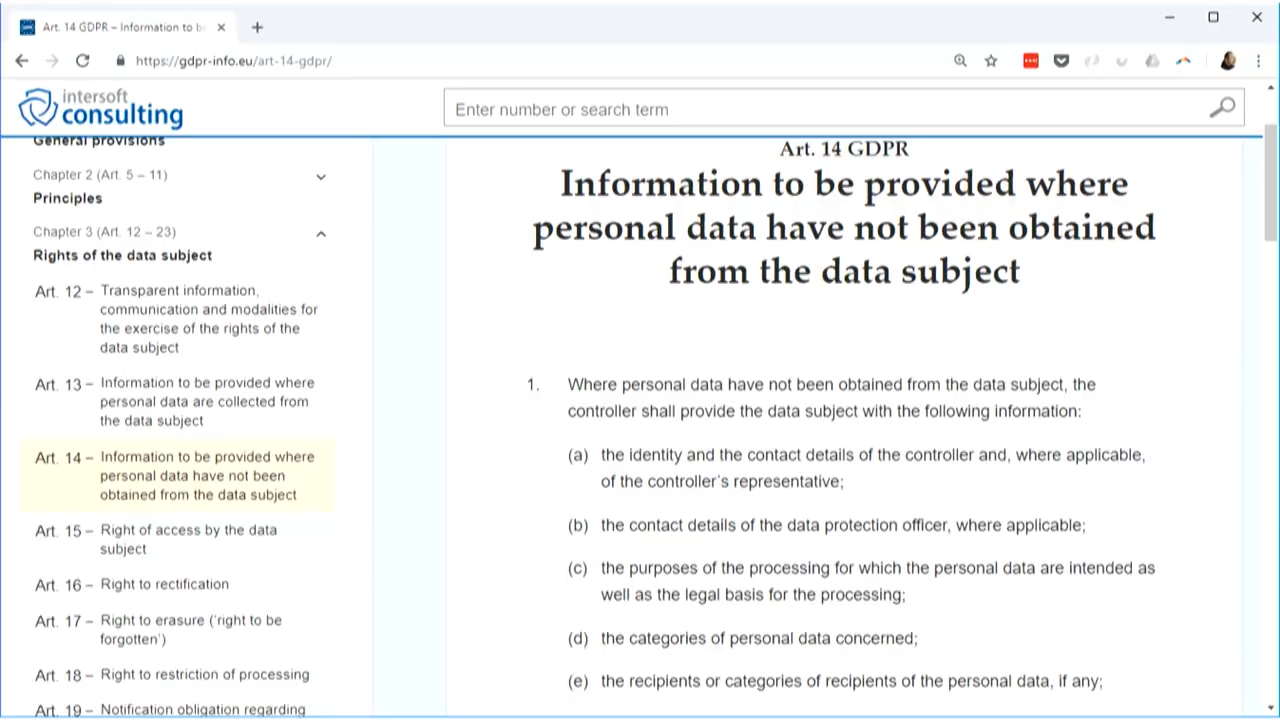 Art. 14 GDPR – Information to b
https://gdpr-info.eu/art-14-gdpr/
intersoft
consulting
Enter number or search term
General provisions
Chapter 2 (Art. 5 – 11)
Principles
Chapter 3 (Art. 12 – 23)
Rights of the data subject
Art. 12 – Transparent information,
communication and modalities for
the exercise of the rights of the
data subject
Art. 13 – Information to be provided where
personal data are collected from
the data subject
Art. 14 – Information to be provided where
personal data have not been
obtained from the data subject
Art. 15 – Right of access by the data
subject
Art. 16 – Right to rectification
Art. 17 – Right to erasure (‘right to be
forgotten’)
Art. 18 – Right to restriction of processing
Art. 19 – Notification obligation regarding
Art. 14 GDPR
Information to be provided where
personal data have not been obtained
from the data subject
1. Where personal data have not been obtained from the data subject, the
controller shall provide the data subject with the following information:
(a) the identity and the contact details of the controller and, where applicable,
of the controller’s representative;
(b) the contact details of the data protection officer, where applicable;
(c) the purposes of the processing for which the personal data are intended as
well as the legal basis for the processing;
(d) the categories of personal data concerned;
(e) the recipients or categories of recipients of the personal data, if any;